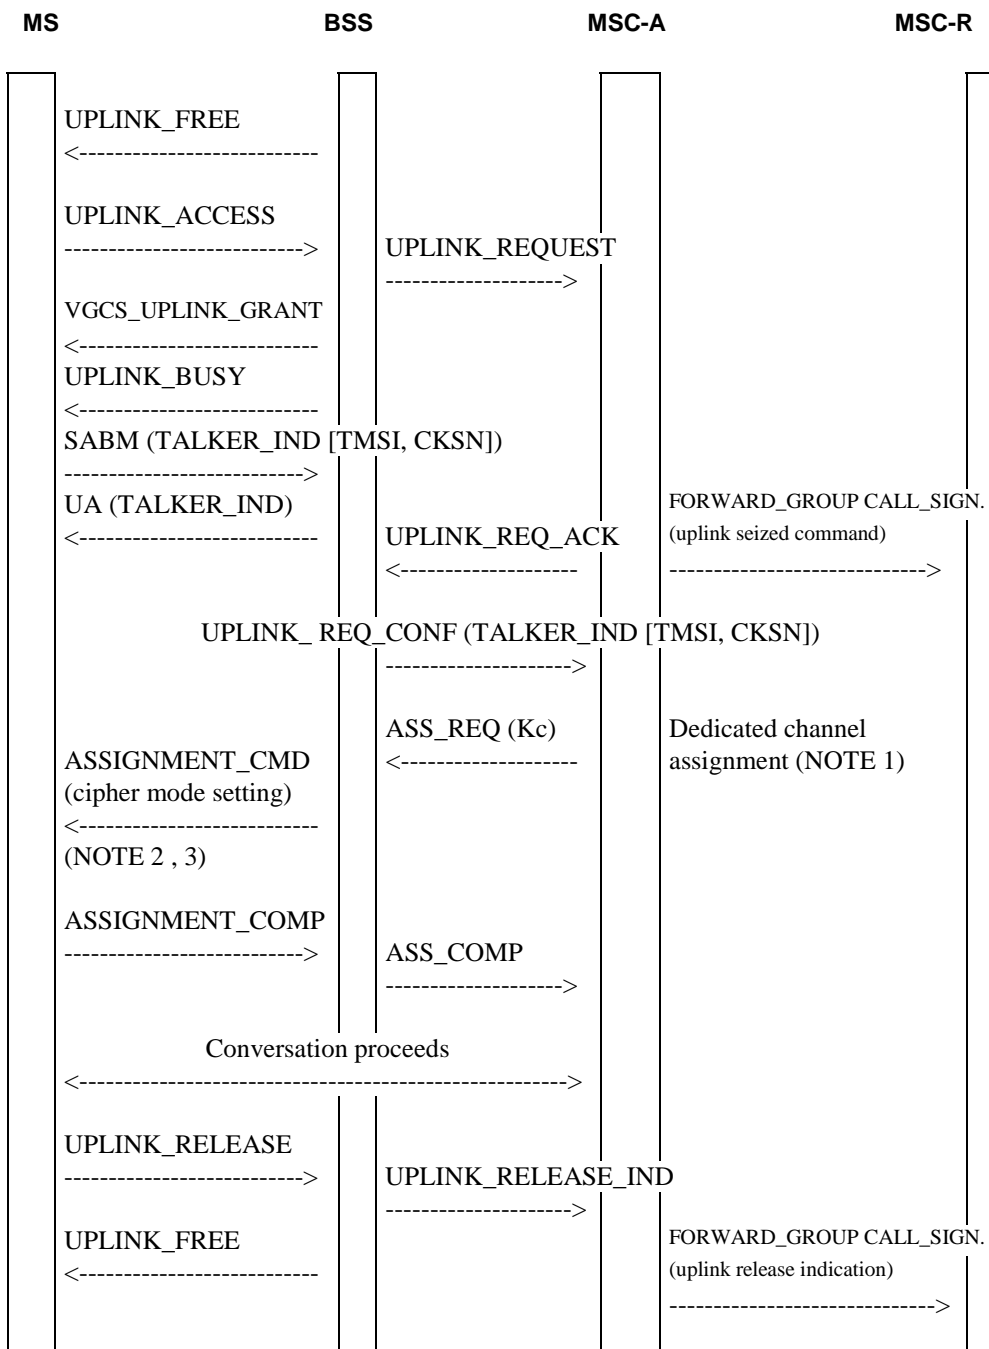 MS BSS MSC-A MSC-R
UPLINK_FREE
<---------------------------
UPLINK_ACCESS
---------------------------> UPLINK_REQUEST
-------------------->
VGCS_UPLINK_GRANT
<---------------------------
UPLINK_BUSY
<---------------------------
SABM (TALKER_IND [TMSI, CKSN])
--------------------------->
UA (TALKER_IND) FORWARD_GROUP CALL_SIGN.
<--------------------------- UPLINK_REQ_ACK (uplink seized command)
<-------------------- ----------------------------->
UPLINK_ REQ_CONF (TALKER_IND [TMSI, CKSN])
--------------------->
ASS_REQ (Kc) Dedicated channel
ASSIGNMENT_CMD <-------------------- assignment (NOTE 1)
(cipher mode setting)
<---------------------------
(NOTE 2 , 3)
ASSIGNMENT_COMP
---------------------------> ASS_COMP
-------------------->
Conversation proceeds
<------------------------------------------------------->
UPLINK_RELEASE
---------------------------> UPLINK_RELEASE_IND
--------------------->
UPLINK_FREE FORWARD_GROUP CALL_SIGN.
<--------------------------- (uplink release indication)
------------------------------>